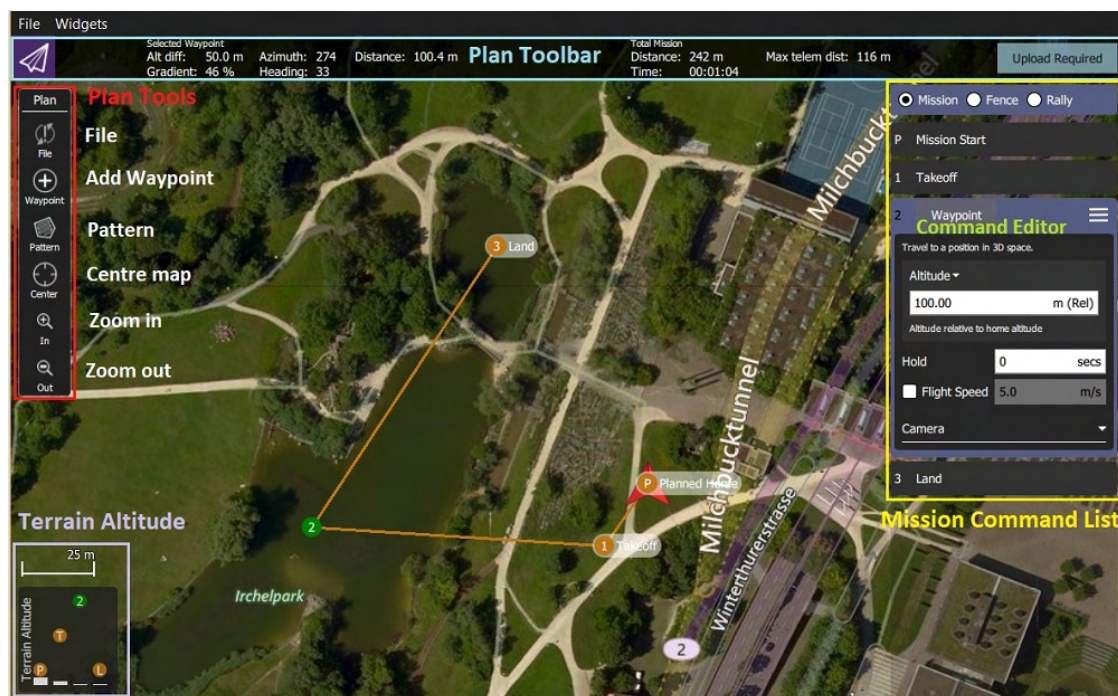 File Widgets
Selected Waypoint
Alt diff: 50.0 m Azimuth: 274 Distance: 100.4 m
Gradient: 46 % Heading: 33
Plan Toolbar
Total Mission
Distance: 242 m Max telem dist: 116 m
Time: 00:01:04
Upload Required
Plan
Plan Tools
File
File
Waypoint
Add Waypoint
Pattern
Pattern
Center
Centre map
In
Zoom in
Out
Zoom out
Mission Fence Rally
P Mission Start
1 Takeoff
2 Waypoint
Command Editor
Travel to a position in 3D space.
Altitude
100.00 m (Rel)
Altitude relative to home altitude
Hold 0 secs
Flight Speed 5.0 m/s
Camera
3 Land
Mission Command List
Milchbucktunnel
3 Land
Milchbucktunnel
P Planned Home
2
1 Takeoff
Winterthurerstrasse
Irchelpark
2
Terrain Altitude
25 m
Terrain Altitude
2
T
P L